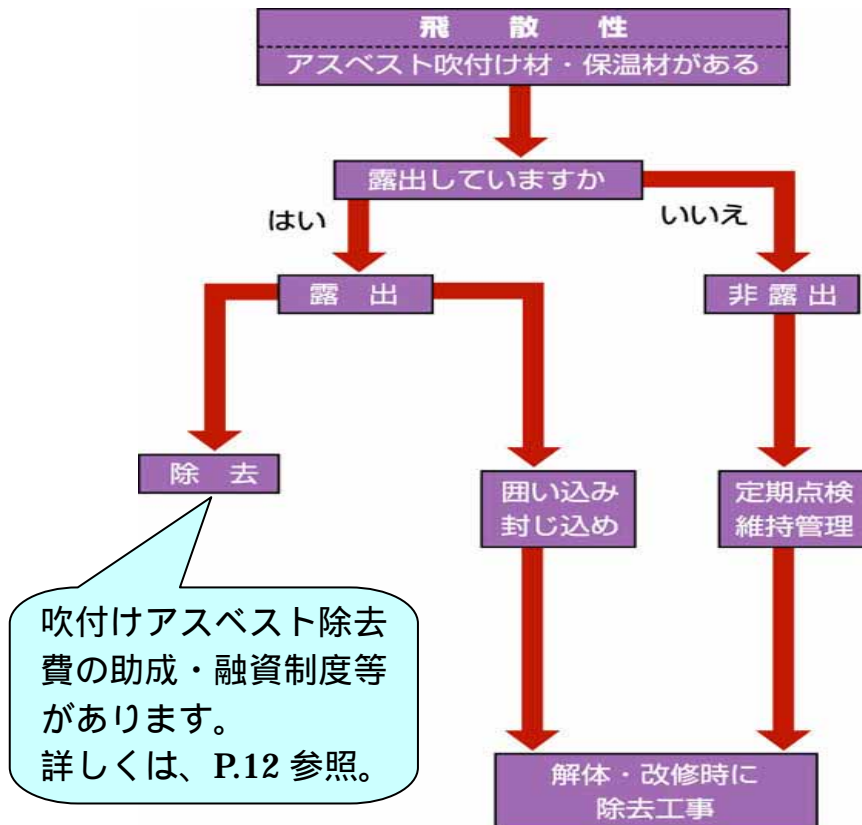 飛散性
アスベスト吹付け材・保温材がある
露出していますか
はい
いいえ
露出
非露出
除去
囲い込み
封じ込め
定期点検
維持管理
吹付けアスベスト除去
費の助成・融資制度等
があります。
詳しくは、P.12 参照。
解体・改修時に
除去工事